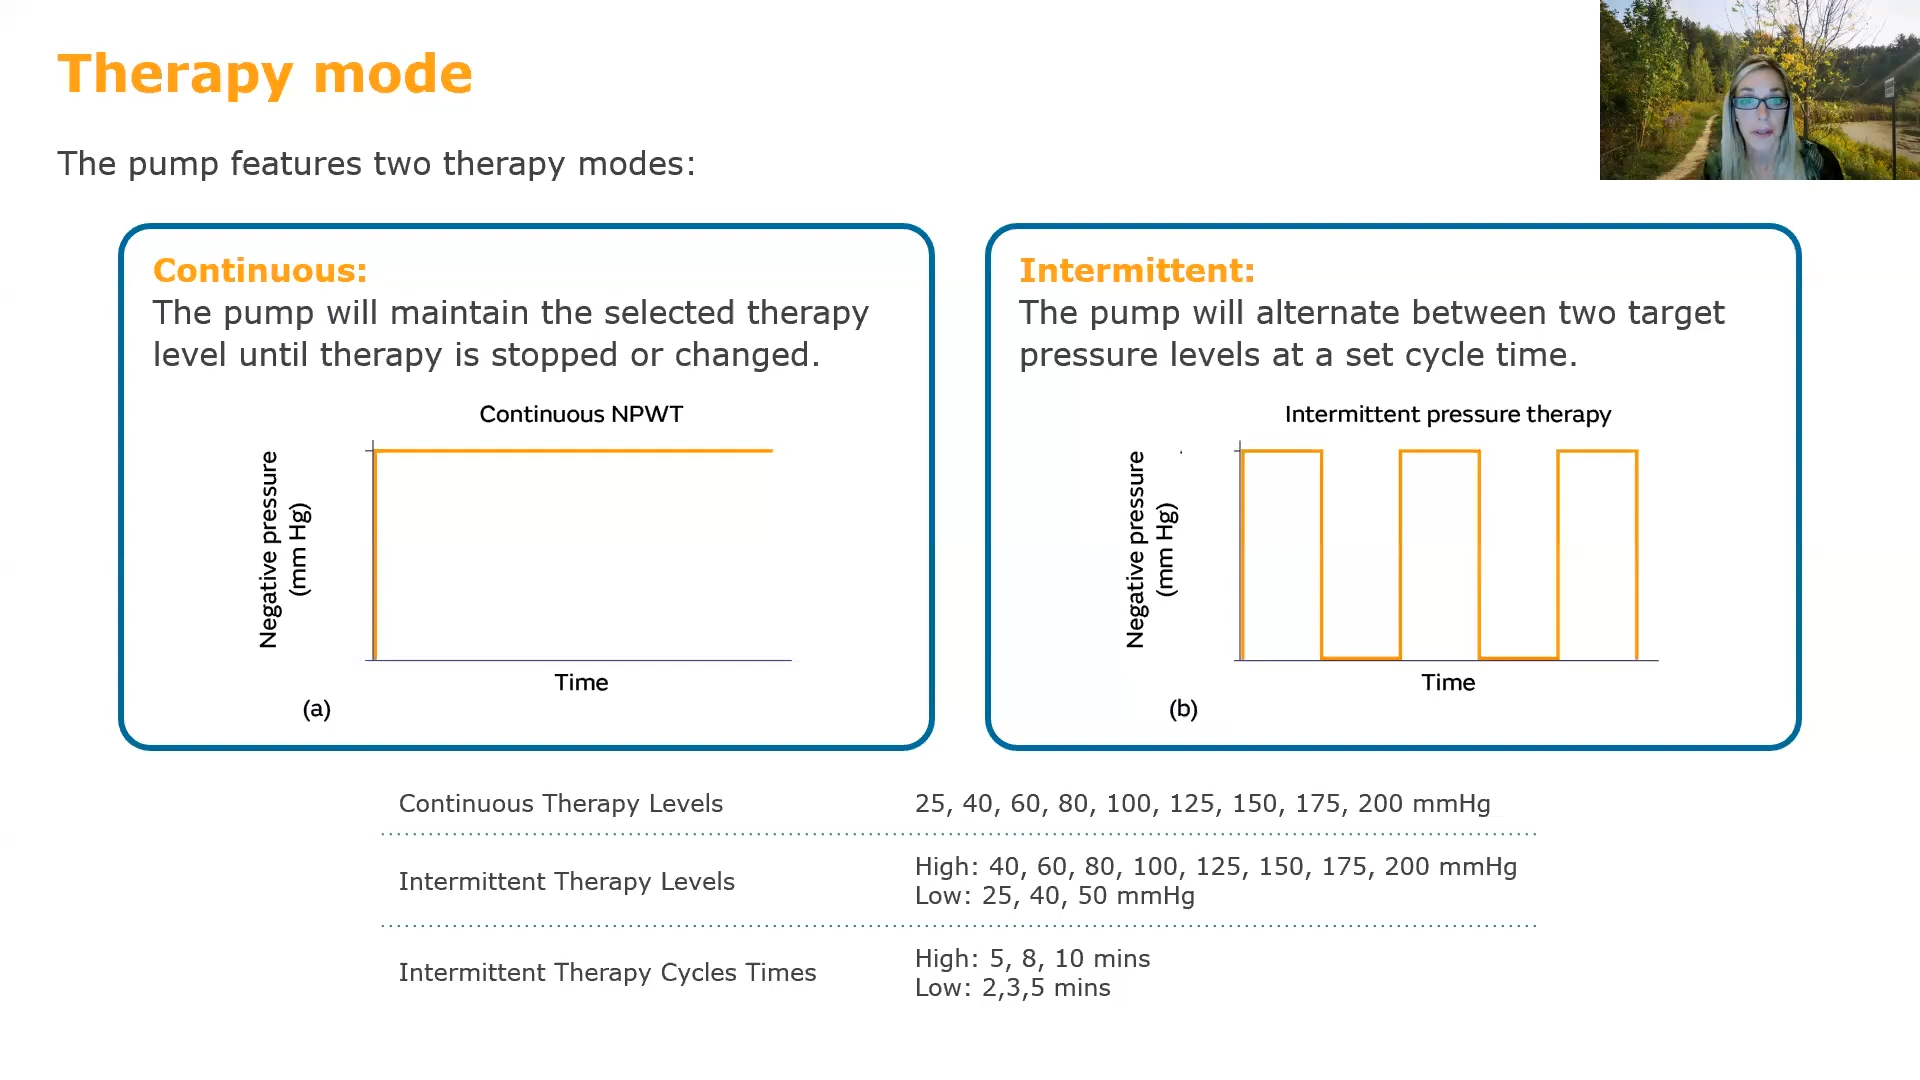 Therapy mode
The pump features two therapy modes:
Continuous:
The pump will maintain the selected therapy
level until therapy is stopped or changed.
Continuous NPWT
Negative pressure
(mm Hg)
Time
(a)
Intermittent:
The pump will alternate between two target
pressure levels at a set cycle time.
Intermittent pressure therapy
Negative pressure
(mm Hg)
Time
(b)
Continuous Therapy Levels
25, 40, 60, 80, 100, 125, 150, 175, 200 mmHg
Intermittent Therapy Levels
High: 40, 60, 80, 100, 125, 150, 175, 200 mmHg
Low: 25, 40, 50 mmHg
Intermittent Therapy Cycles Times
High: 5, 8, 10 mins
Low: 2,3,5 mins